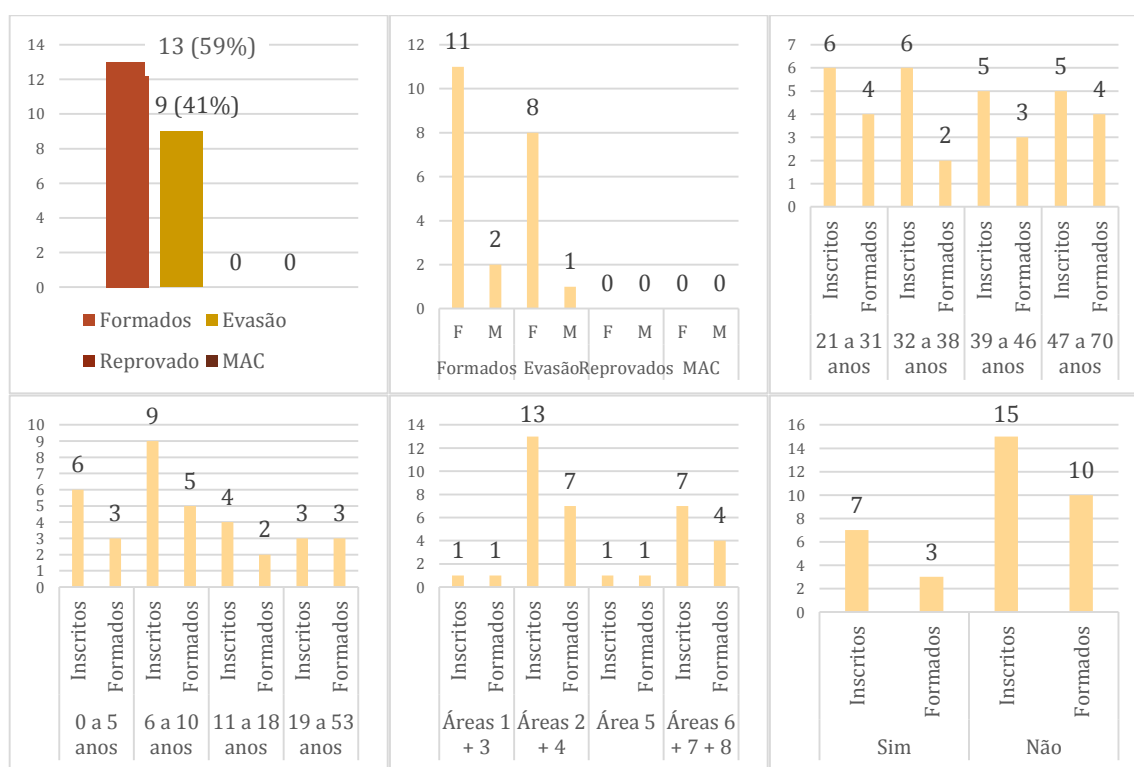 14
12
10
8
6
4
2
0
13 (59%)
9 (41%)
0
0
Formados
Evasão
Reprovado
MAC
12
10
8
6
4
2
0
11
2
8
1
0
0
0
0
F M F M F M F M
Formados Evasão Reprovados MAC
7
6
5
4
3
2
1
0
6
4
6
2
5
3
5
4
Inscritos
Formados
Inscritos
Formados
Inscritos
Formados
Inscritos
Formados
21 a 31 32 a 38 39 a 46 47 a 70
anos anos anos anos
10
9
8
7
6
5
4
3
2
1
0
6
3
9
5
4
2
3
3
Inscritos
Formados
Inscritos
Formados
Inscritos
Formados
Inscritos
Formados
0 a 5 6 a 10 11 a 18 19 a 53
anos anos anos anos
14
12
10
8
6
4
2
0
1
1
13
7
1
1
7
4
Inscritos
Formados
Inscritos
Formados
Inscritos
Formados
Inscritos
Formados
Áreas 1 Áreas 2 Área 5 Áreas 6
+ 3 + 4 + 7 + 8
16
14
12
10
8
6
4
2
0
7
3
15
10
Inscritos
Formados
Inscritos
Formados
Sim Não